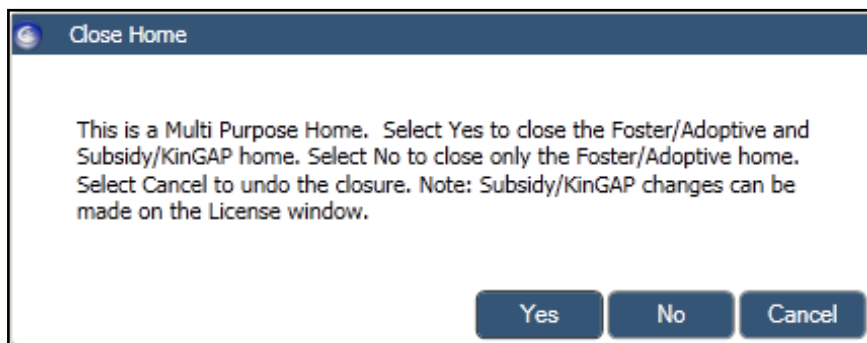 Close Home
This is a Multi Purpose Home. Select Yes to close the Foster/Adoptive and
Subsidy/KinGAP home. Select No to close only the Foster/Adoptive home.
Select Cancel to undo the closure. Note: Subsidy/KinGAP changes can be
made on the License window.
Yes No Cancel